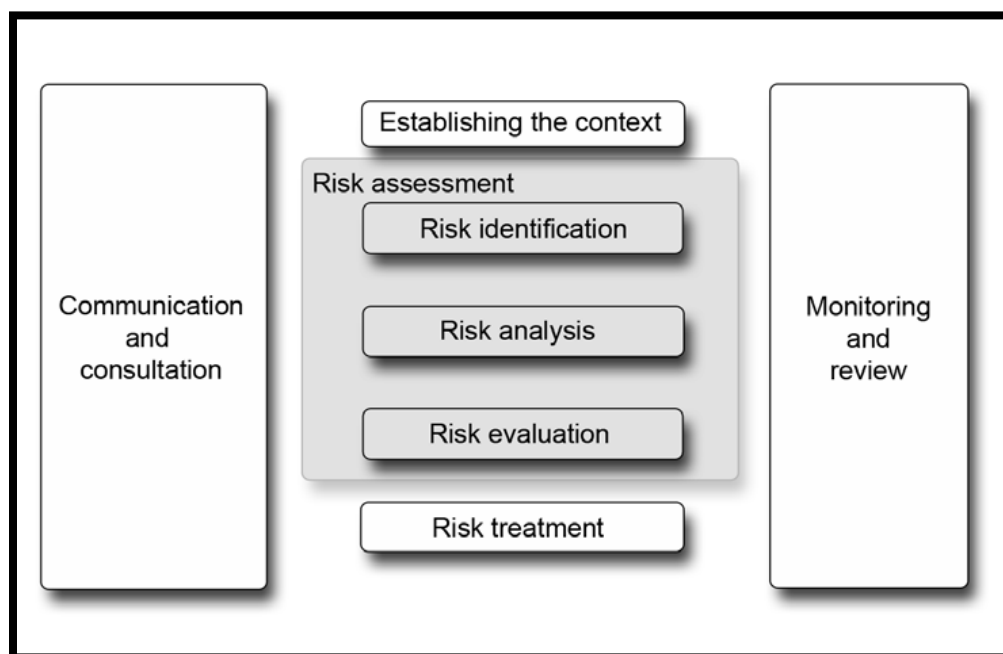 Communication
and
consultation
Establishing the context
Risk assessment
Risk identification
Risk analysis
Risk evaluation
Risk treatment
Monitoring
and
review